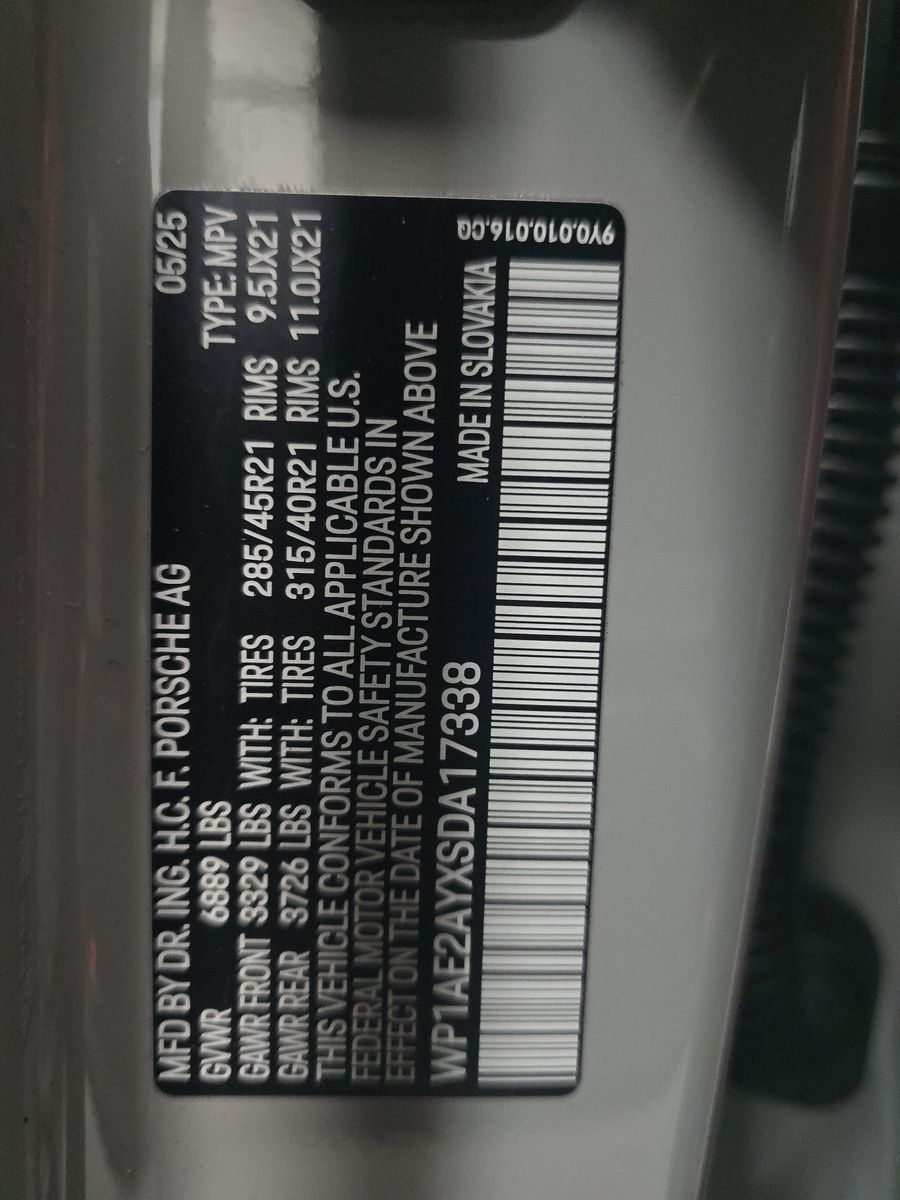 MFD BY DR. ING. H.C. F. PORSCHE AG 05/25
GVWR 6889 LBS TYPE: MPV
GAWR FRONT 3329 LBS WITH: TIRES 285/45R21 RIMS 9.5JX21
GAWR REAR 3726 LBS WITH: TIRES 315/40R21 RIMS 11.0JX21
THIS VEHICLE CONFORMS TO ALL APPLICABLE U.S.
FEDERAL MOTOR VEHICLE SAFETY STANDARDS IN
EFFECT ON THE DATE OF MANUFACTURE SHOWN ABOVE
WP1AE2AYXSDA17338 MADE IN SLOVAKIA
9Y0.010.016.CQ